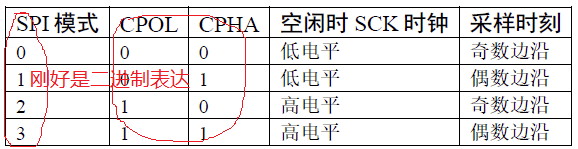 SPI 模式 CPOL CPHA 空闲时 SCK 时钟 采样时刻
0 0 0 低电平 奇数边沿
1 刚好是二进制表达 0 1 低电平 偶数边沿
2 1 0 高电平 奇数边沿
3 1 1 高电平 偶数边沿